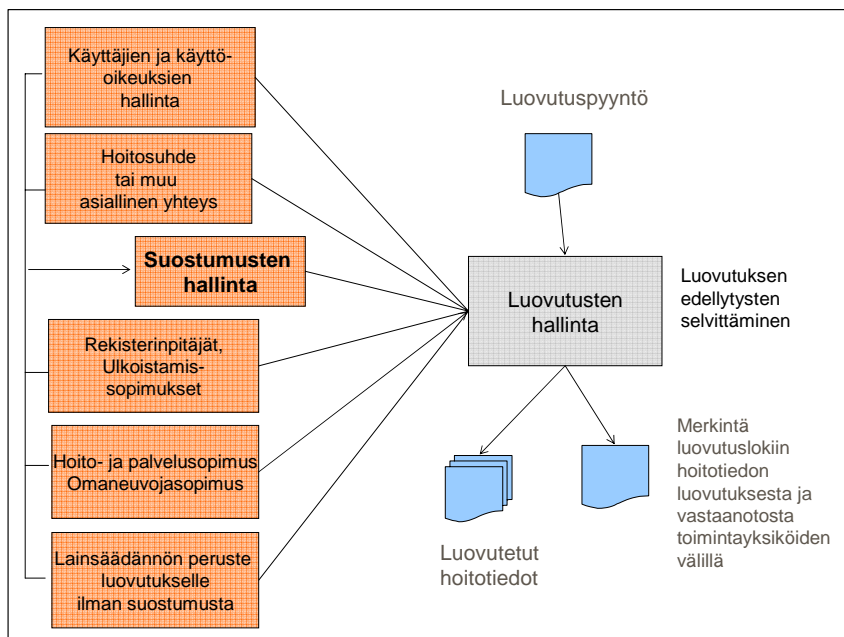 Käyttäjien ja käyttö-
oikeuksien
hallinta
Hoitosuhde
tai muu
asiallinen yhteys
Suostumusten
hallinta
Rekisterinpitäjät,
Ulkoistamis-
sopimukset
Hoito- ja palvelusopimus
Omaneuvojasopimus
Lainsäädännön peruste
luovutukselle
ilman suostumusta
Luovutuspyyntö
Luovutusten
hallinta
Luovutuksen
edellytysten
selvittäminen
Luovutetut
hoitotiedot
Merkintä
luovutuslokiin
hoitotiedon
luovutuksesta ja
vastaanotosta
toimintayksiköiden
välillä